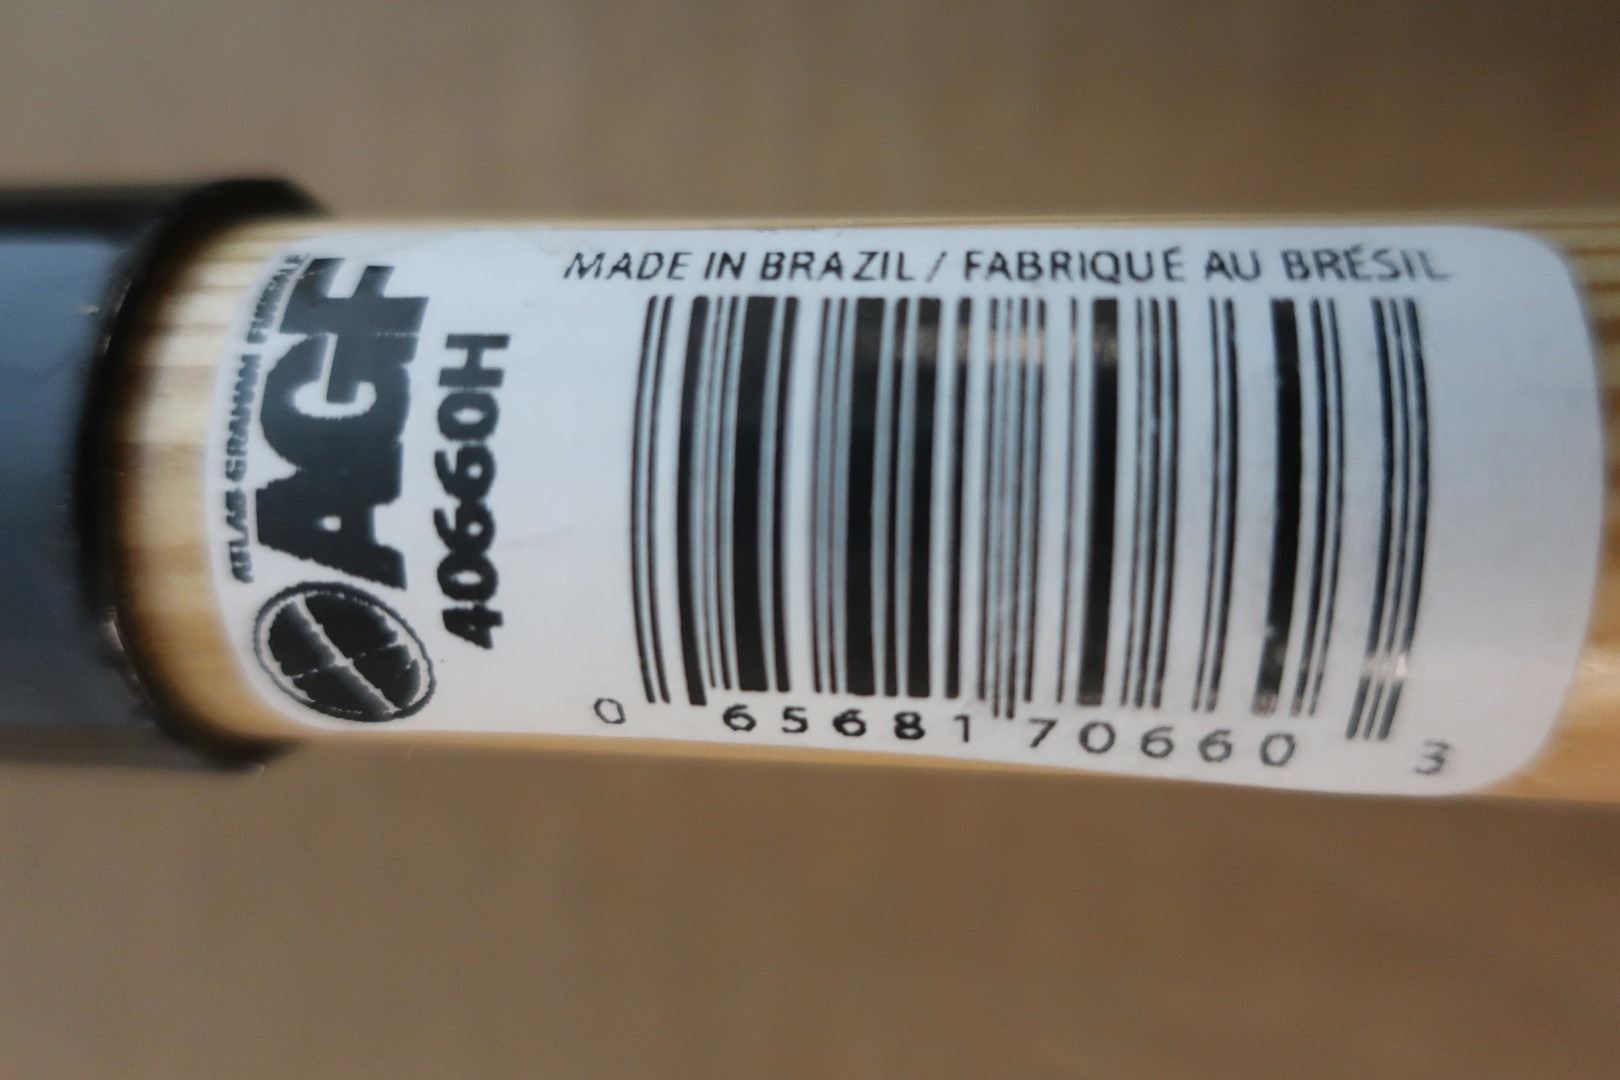 ATLAS GRAHAM FURGALE
AGF
40660H
MADE IN BRAZIL / FABRIQUÉ AU BRÉSIL
0 65681 70660 3